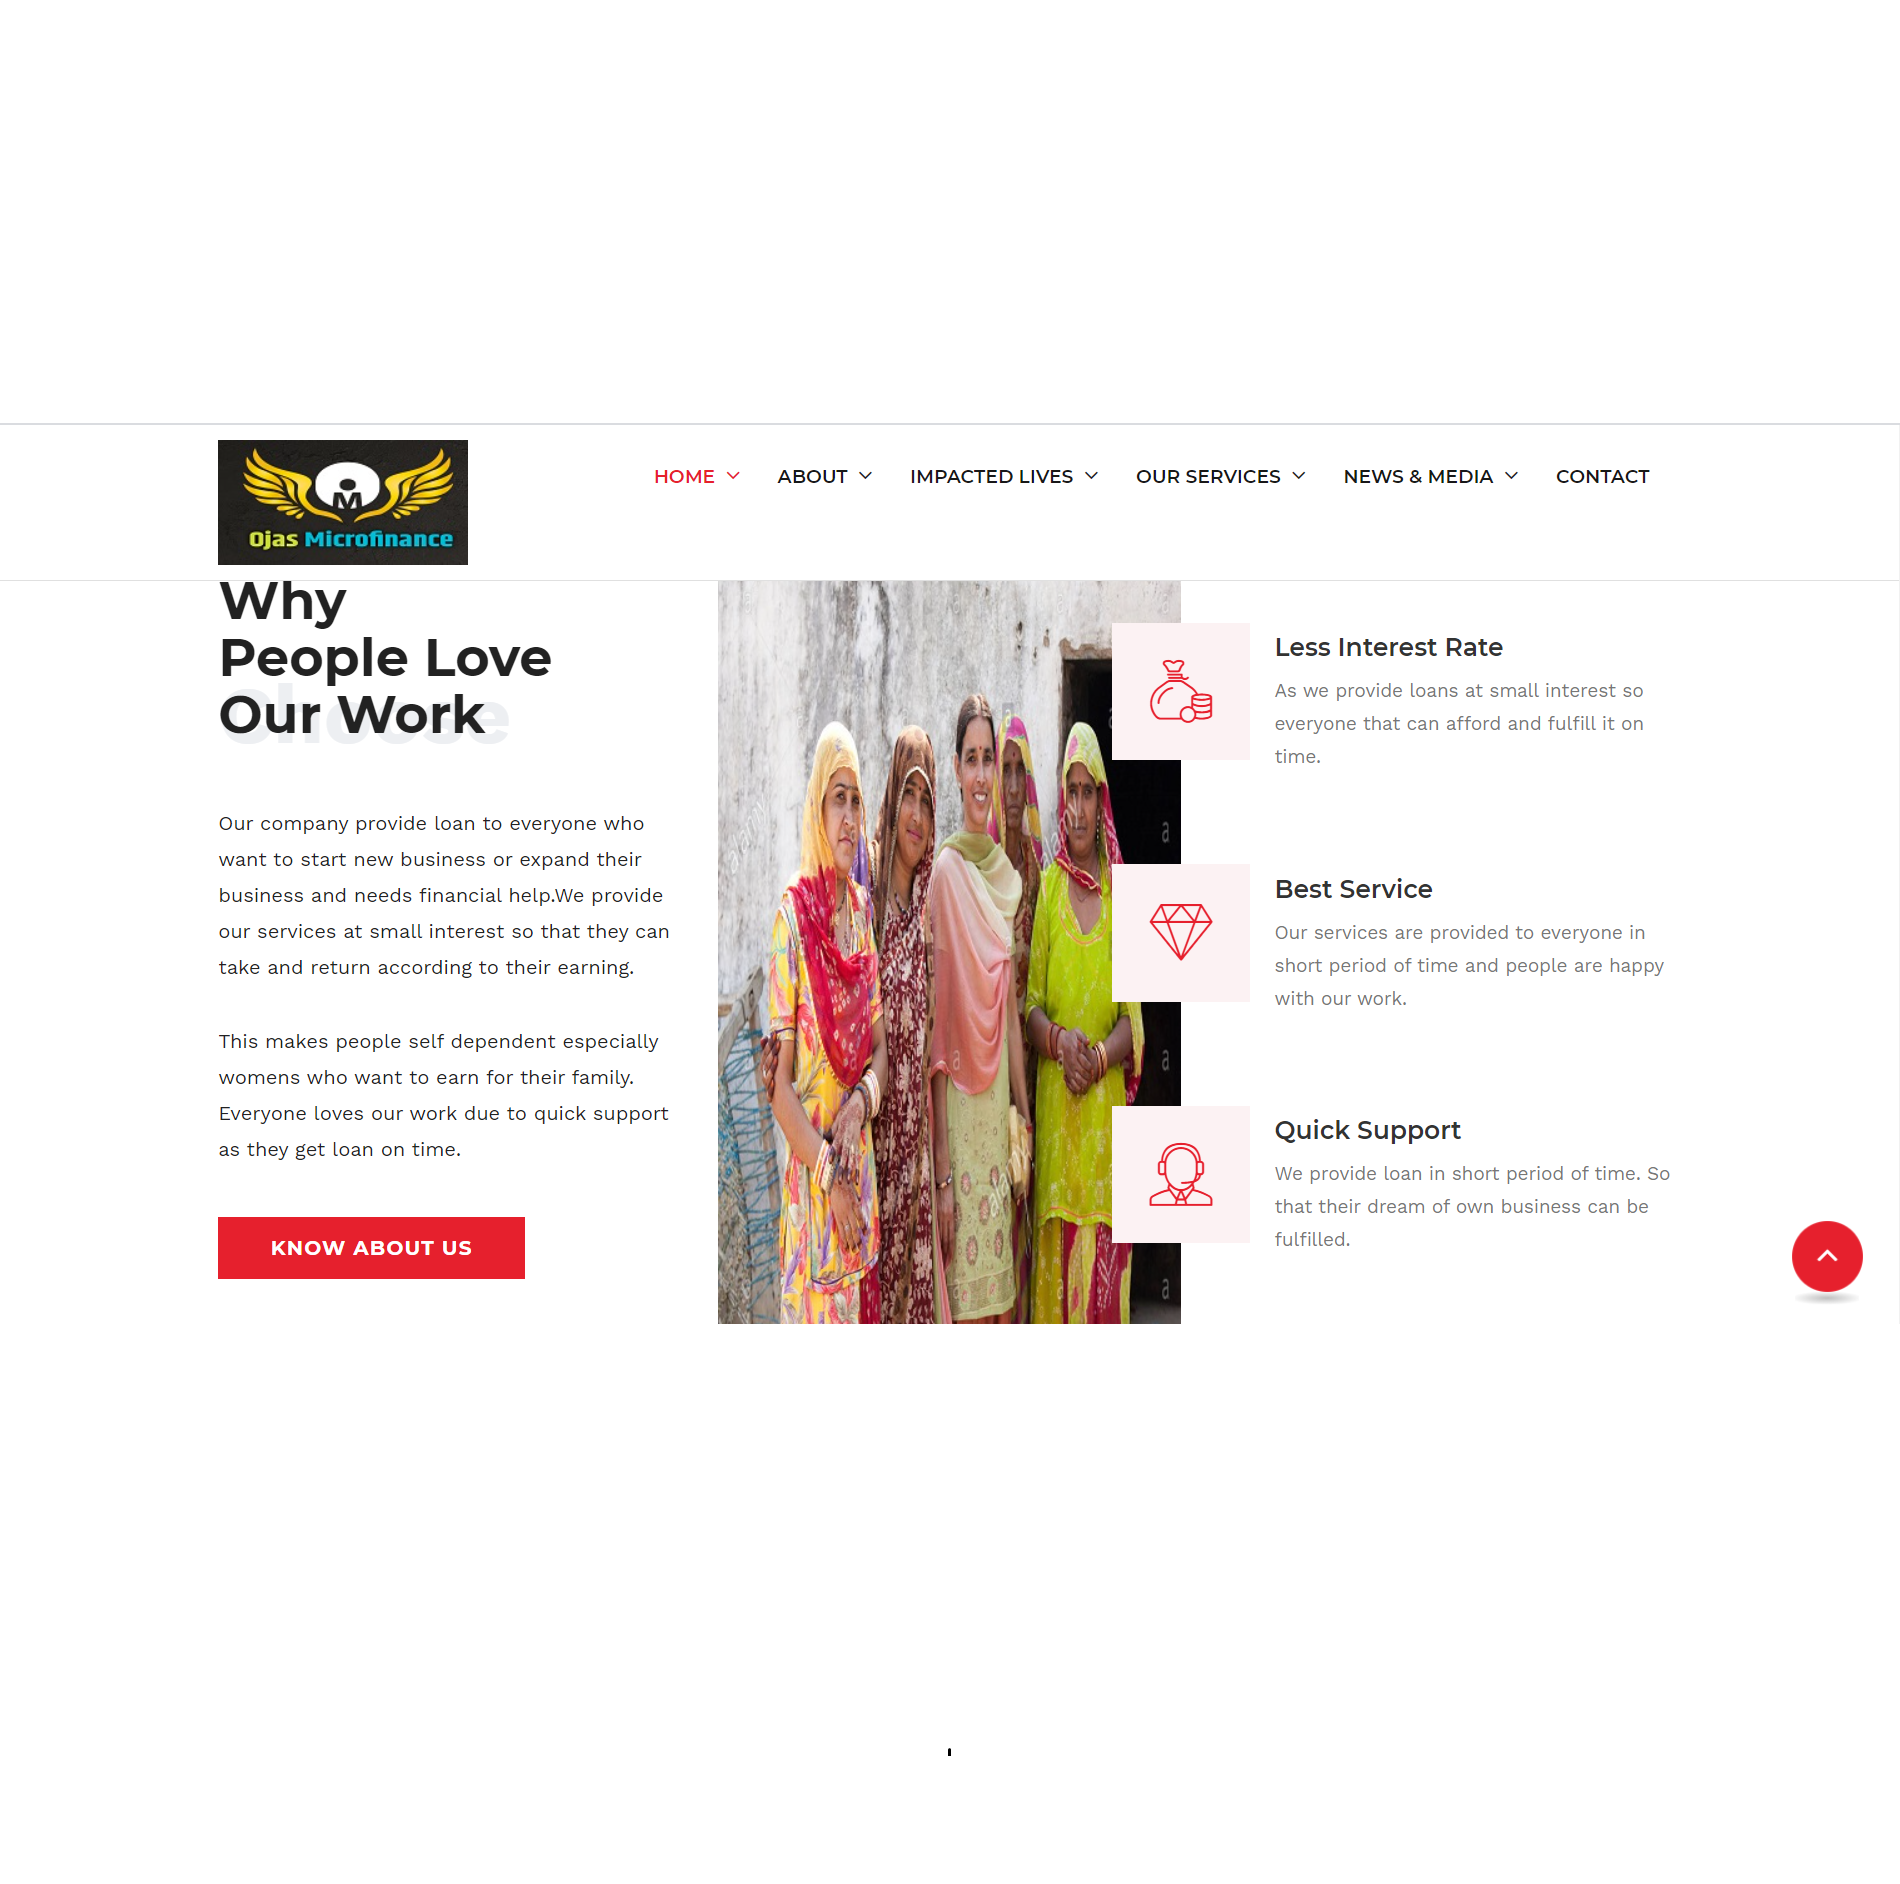 M
Ojas Microfinance
HOME
ABOUT
IMPACTED LIVES
OUR SERVICES
NEWS & MEDIA
CONTACT
Why
People Love
Our Work
Choose
Our company provide loan to everyone who
want to start new business or expand their
business and needs financial help.We provide
our services at small interest so that they can
take and return according to their earning.
This makes people self dependent especially
womens who want to earn for their family.
Everyone loves our work due to quick support
as they get loan on time.
KNOW ABOUT US
alamy
a
a
a
a
Less Interest Rate
As we provide loans at small interest so
everyone that can afford and fulfill it on
time.
Best Service
Our services are provided to everyone in
short period of time and people are happy
with our work.
Quick Support
We provide loan in short period of time. So
that their dream of own business can be
fulfilled.